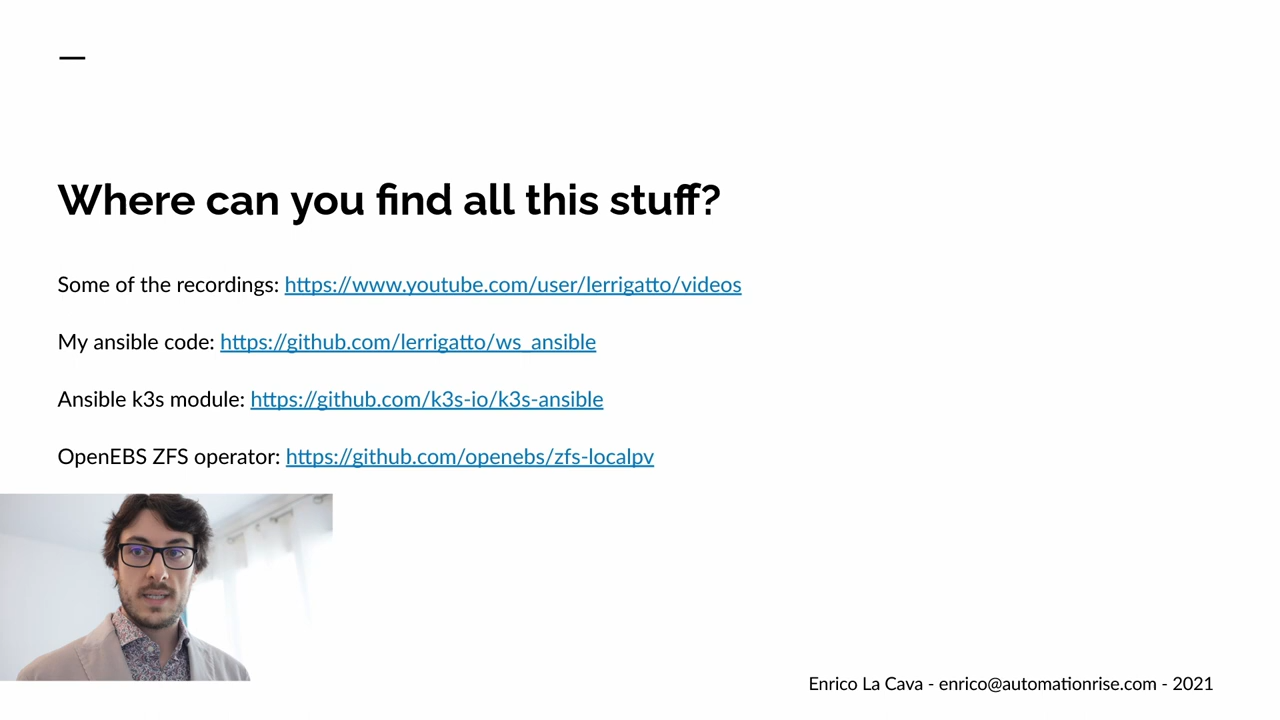 Where can you find all this stuff?
Some of the recordings: https://www.youtube.com/user/lerrigatto/videos
My ansible code: https://github.com/lerrigatto/ws_ansible
Ansible k3s module: https://github.com/k3s-io/k3s-ansible
OpenEBS ZFS operator: https://github.com/openebs/zfs-localpv
Enrico La Cava - enrico@automationrise.com - 2021